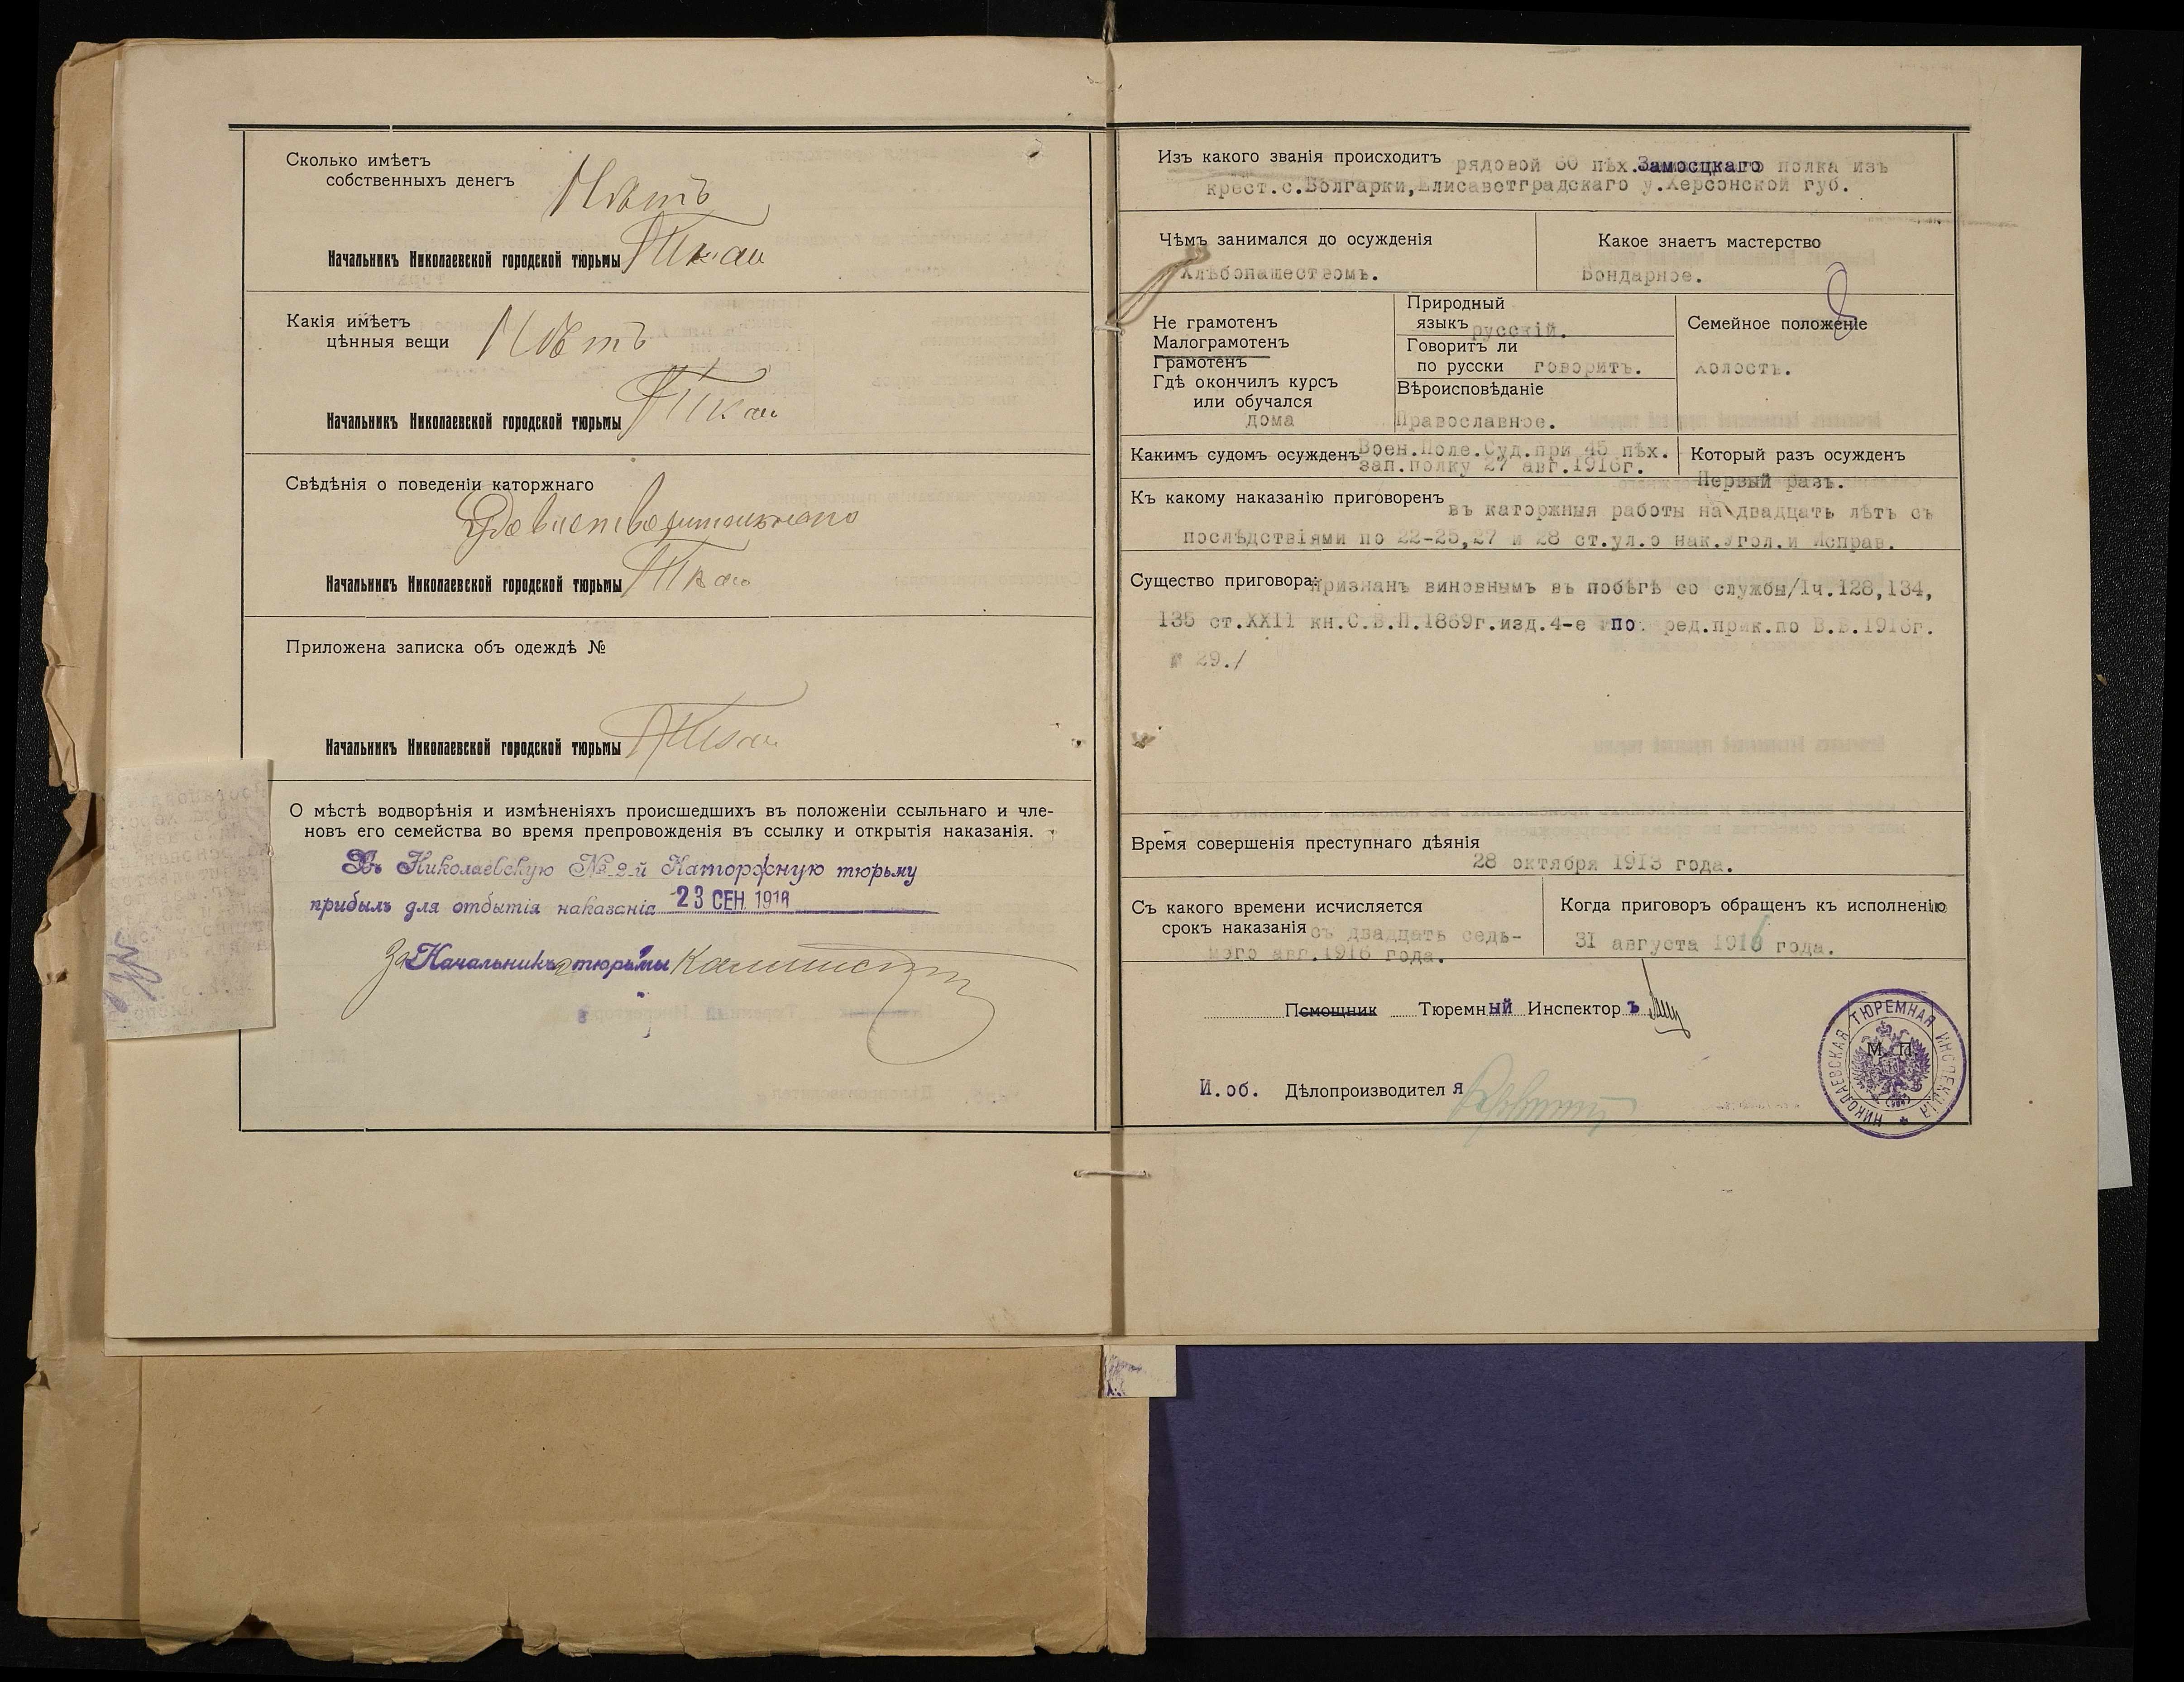 Сколько имѣетъ
собственныхъ денегъ
Нѣтъ
Начальникъ Николаевской городской тюрьмы
Какія имѣетъ
цѣнныя вещи
Нѣтъ
Начальникъ Николаевской городской тюрьмы
Свѣдѣнія о поведеніи каторжнаго
Удовлетворительнаго
Начальникъ Николаевской городской тюрьмы
Приложена записка объ одеждѣ №
Начальникъ Николаевской городской тюрьмы
О мѣстѣ водворѣнія и измѣненіяхъ происшедшихъ въ положеніи ссыльнаго и чле-
новъ его семейства во время препровожденія въ ссылку и открытія наказанія.
Въ Николаевскую № 2-й Каторжную тюрьму
прибылъ для отбытія наказанія 23 СЕН. 1916
За Начальника тюрьмы
Изъ какого званія происходитъ рядовой 60 пѣх.Замосцкаго полка изъ
крест.с.Болгарки,Елисаветградскаго у.Херсонской губ.
Чѣмъ занимался до осужденія
Хлѣбопашествомъ.
Какое знаетъ мастерство
Бондарное.
Не грамотенъ
Малограмотенъ
Грамотенъ
Гдѣ окончилъ курсъ
или обучался
дома
Природный
языкъ русскій.
Говоритъ ли
по русски говоритъ.
Вѣроисповѣданіе
Православное.
Семейное положеніе
холостъ.
Какимъ судомъ осужденъ Воен.Поле.Суд.при 45 пѣх.
зап.полку 27 авг.1916г.
Который разъ осужденъ
Первый разъ.
Къ какому наказанію приговоренъ въ каторжныя работы на двадцать лѣтъ съ
послѣдствіями по 22-25,27 и 28 ст.ул.о нак.Угол.и Исправ.
Существо приговора: признанъ виновнымъ въ побѣгѣ со службы/1ч.128,134,
135 ст.XXII кн.С.В.П.1869г.изд.4-е по ред.прик.по В.В.1916г.
№ 29./
Время совершенія преступнаго дѣянія
28 октября 1913 года.
Съ какого времени исчисляется
срокъ наказанія съ двадцать седь-
мого авг.1916 года.
Когда приговоръ обращенъ къ исполненію
31 августа 1916 года.
Помощник Тюремный Инспекторъ
И.об. Дѣлопроизводителя
М. П.
НИКОЛАЕВСКАЯ ТЮРЕМНАЯ ИНСПЕКЦІЯ